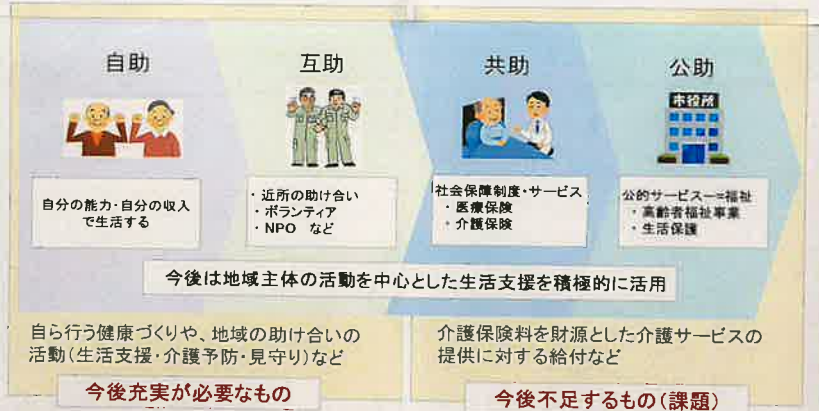 自助
互助
共助
公助
市役所
自分の能力・自分の収入
で生活する
・近所の助け合い
・ボランティア
・NPO など
社会保障制度・サービス
・医療保険
・介護保険
公的サービス―=福祉
・高齢者福祉事業
・生活保護
今後は地域主体の活動を中心とした生活支援を積極的に活用
自ら行う健康づくりや、地域の助け合いの
活動(生活支援・介護予防・見守り)など
介護保険料を財源とした介護サービスの
提供に対する給付など
今後充実が必要なもの
今後不足するもの(課題)